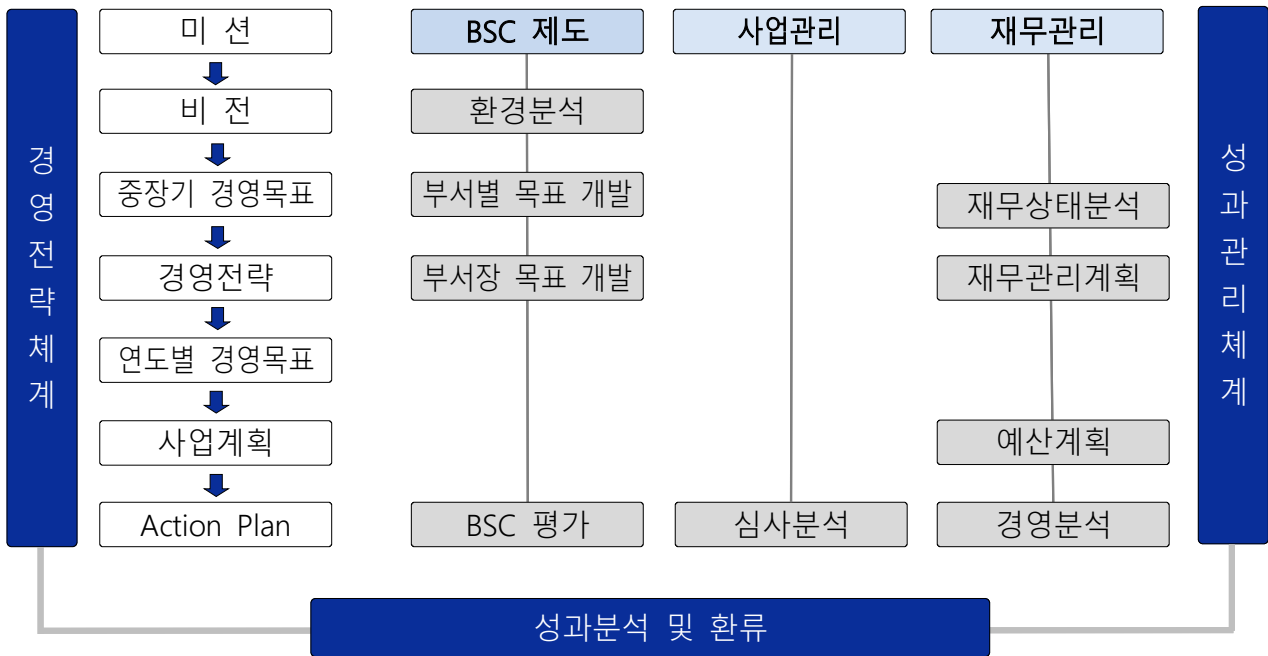 경영전략체계
미 션
비 전
중장기 경영목표
경영전략
연도별 경영목표
사업계획
Action Plan
BSC 제도
환경분석
부서별 목표 개발
부서장 목표 개발
BSC 평가
사업관리
심사분석
재무관리
재무상태분석
재무관리계획
예산계획
경영분석
성과관리체계
성과분석 및 환류